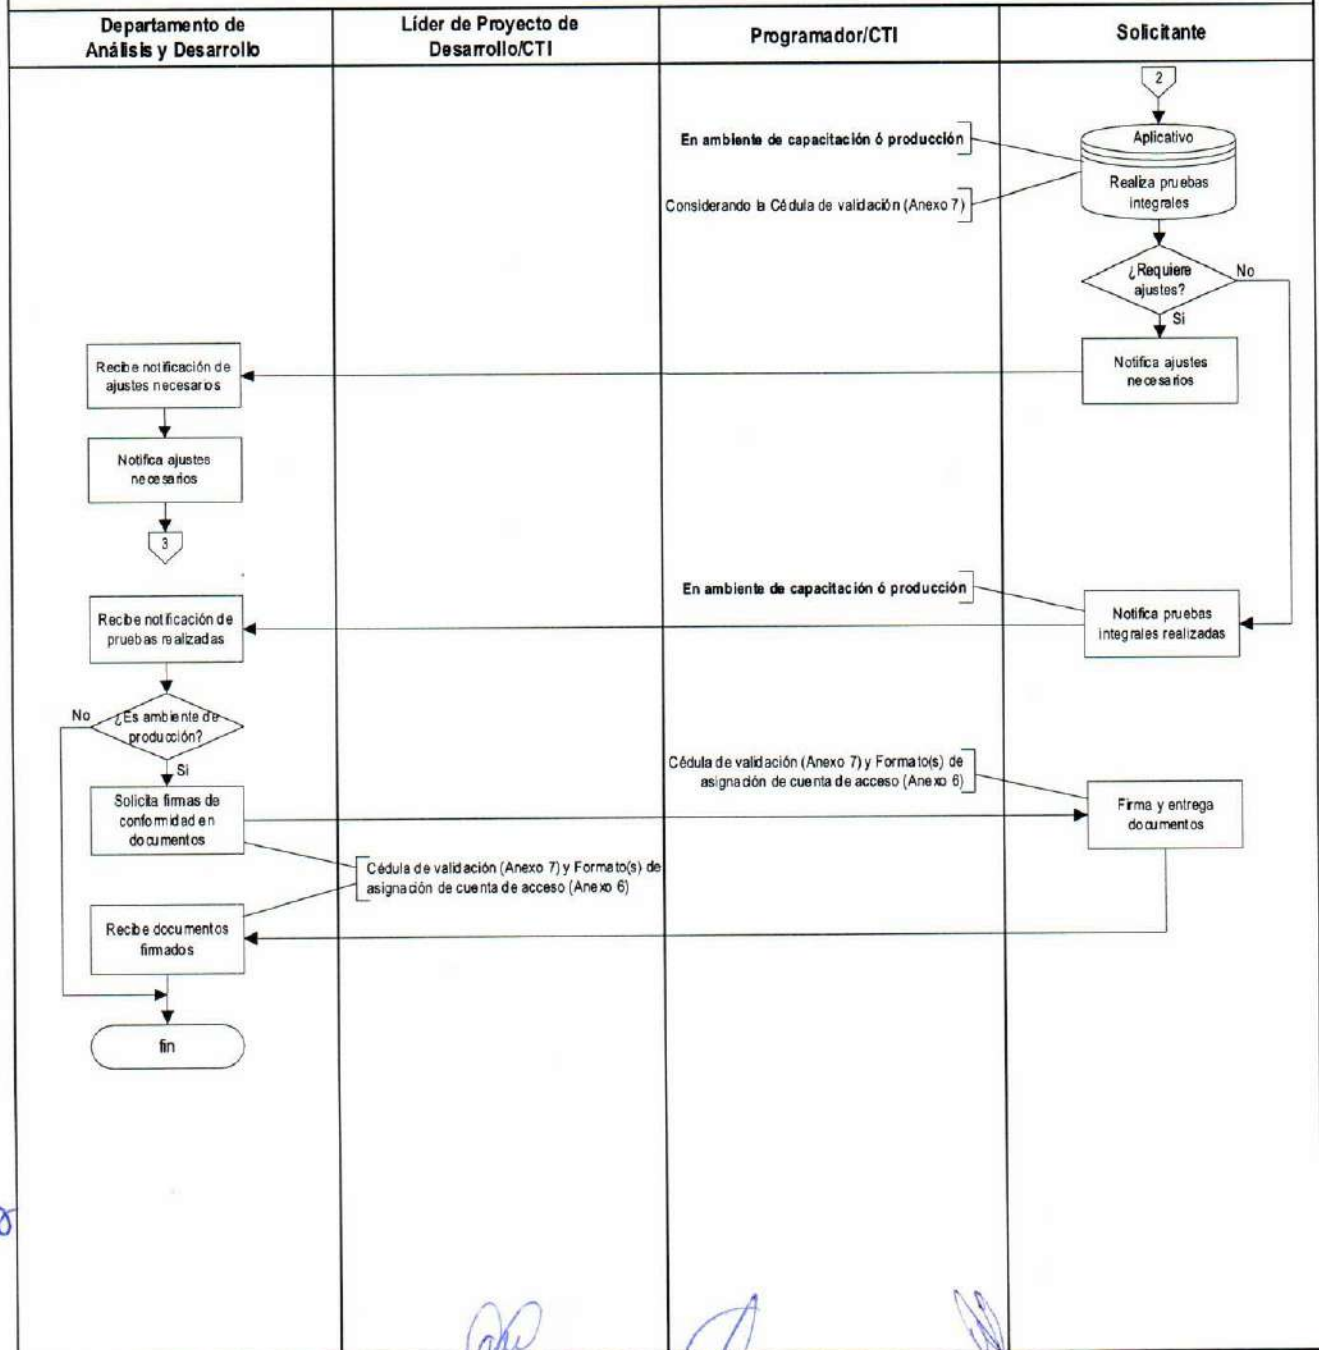 Departamento de
Análisis y Desarrollo
Líder de Proyecto de
Desarrollo/CTI
Programador/CTI
Solicitante
2
En ambiente de capacitación ó producción
Aplicativo
Considerando la Cédula de validación (Anexo 7)
Realiza pruebas
integrales
¿Requiere
ajustes?
No
Si
Notifica ajustes
necesarios
Recibe notificación de
ajustes necesarios
Notifica ajustes
necesarios
3
En ambiente de capacitación ó producción
Notifica pruebas
integrales realizadas
Recibe notificación de
pruebas realizadas
No
¿Es ambiente de
producción?
Si
Cédula de validación (Anexo 7) y Formato(s) de
asignación de cuenta de acceso (Anexo 6)
Solicita firmas de
conformidad en
documentos
Firma y entrega
documentos
Cédula de validación (Anexo 7) y Formato(s) de
asignación de cuenta de acceso (Anexo 6)
Recibe documentos
firmados
fin